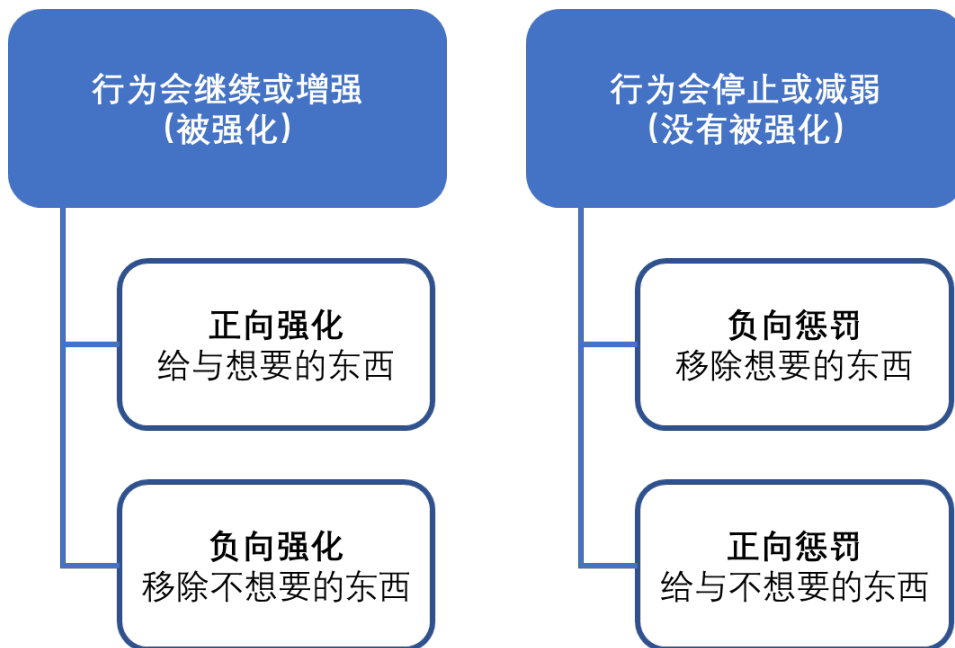 行为会继续或增强
(被强化)
正向强化
给与想要的东西
负向强化
移除不想要的东西
行为会停止或减弱
(没有被强化)
负向惩罚
移除想要的东西
正向惩罚
给与不想要的东西